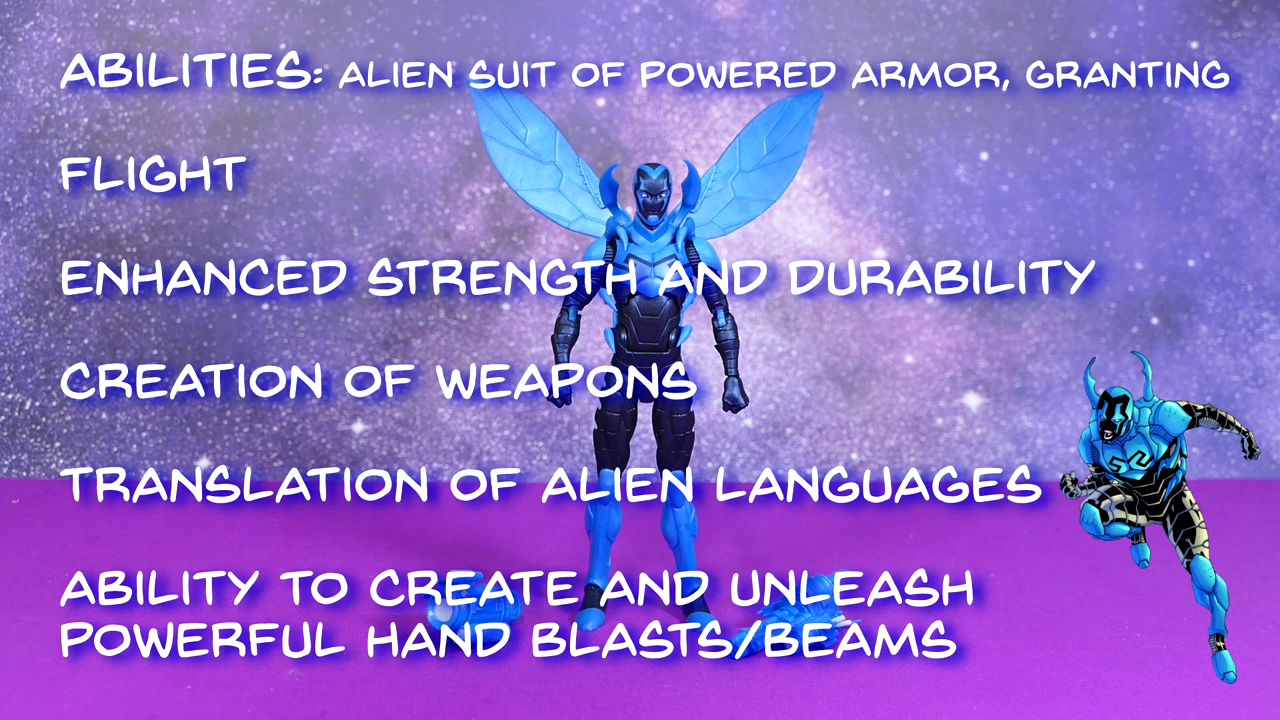 ABILITIES: ALIEN SUIT OF POWERED ARMOR, GRANTING
FLIGHT
ENHANCED STRENGTH AND DURABILITY
CREATION OF WEAPONS
TRANSLATION OF ALIEN LANGUAGES
ABILITY TO CREATE AND UNLEASH
POWERFUL HAND BLASTS/BEAMS